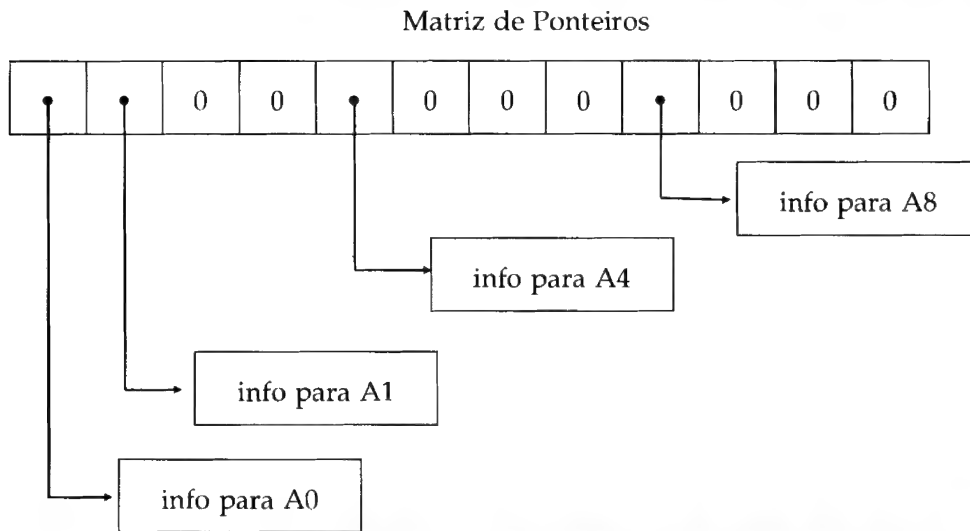 Matriz de Ponteiros
0 0 0 0 0 0 0 0
info para A8
info para A4
info para A1
info para A0